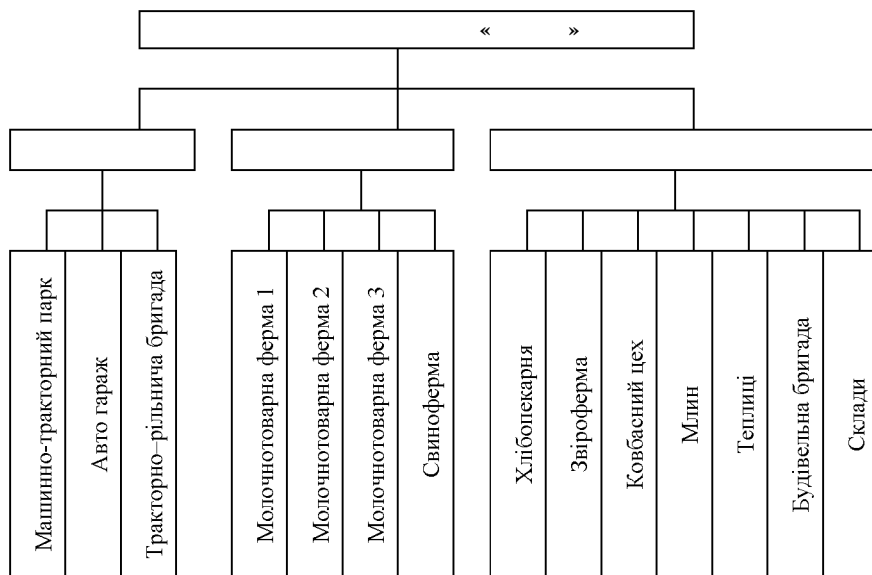 « »
Машинно-тракторний парк
Авто гараж
Тракторно–рільнича бригада
Молочнотоварна ферма 1
Молочнотоварна ферма 2
Молочнотоварна ферма 3
Свиноферма
Хлібопекарня
Звіроферма
Ковбасний цех
Млин
Теплиці
Будівельна бригада
Склади